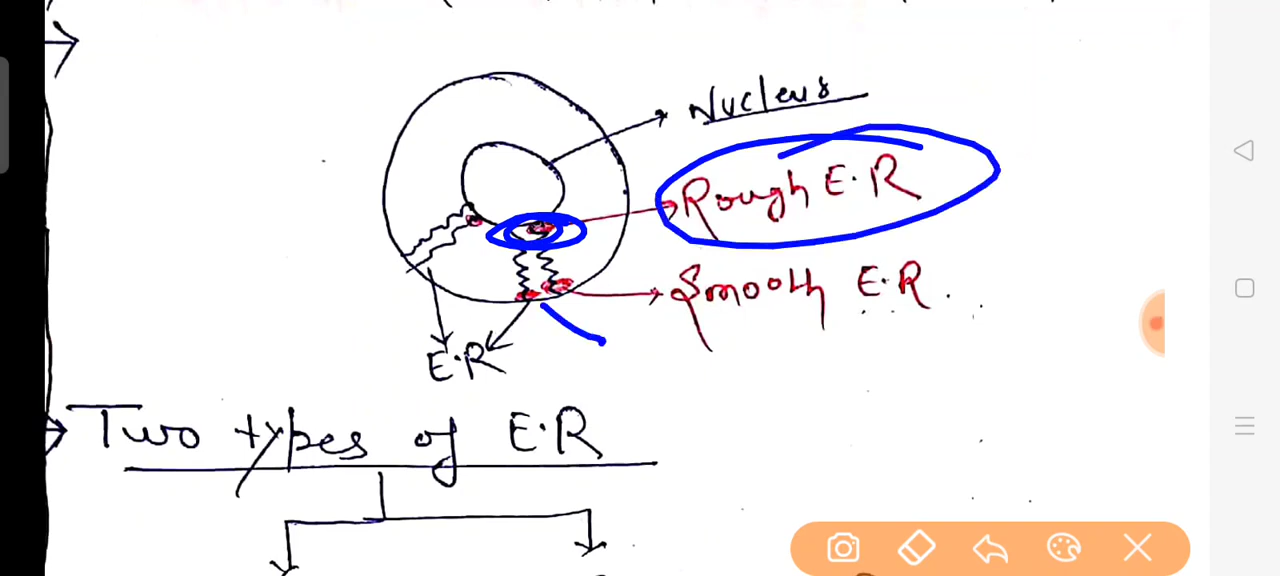 Nucleus
Rough E.R
Smooth E.R.
E.R
Two types of E.R